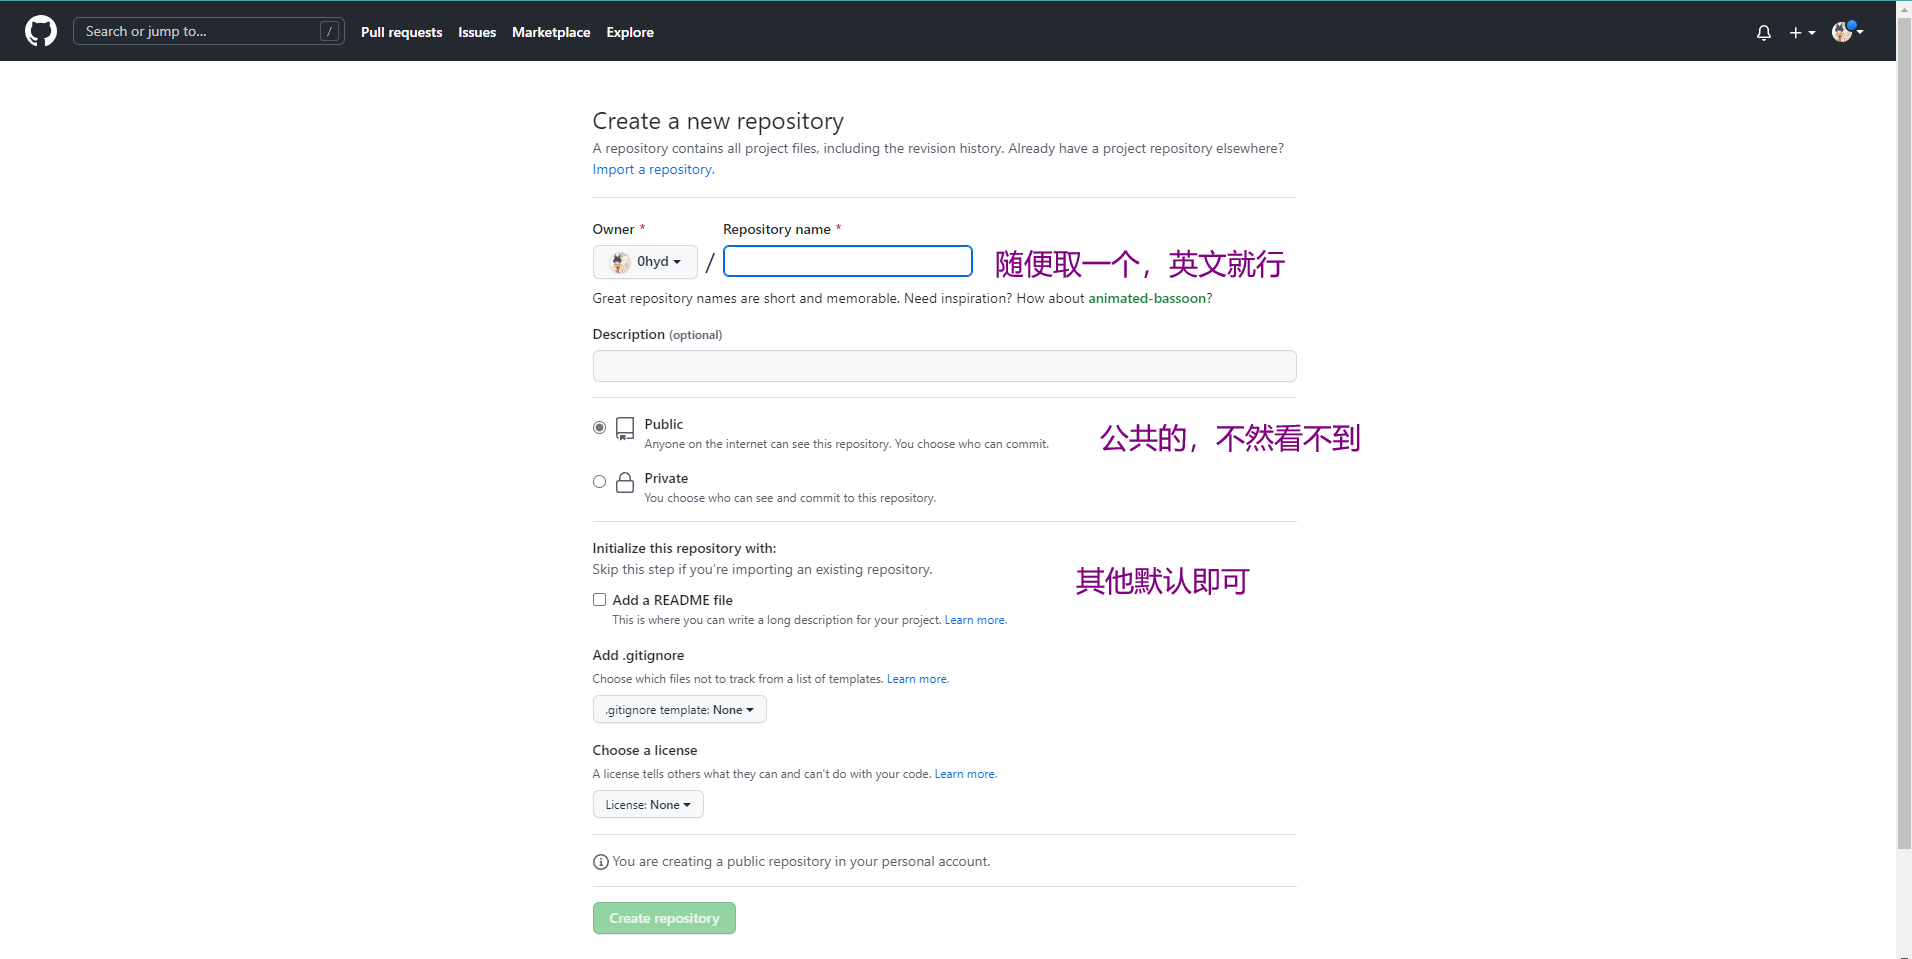 Search or jump to...
/
Pull requests
Issues
Marketplace
Explore
Create a new repository
A repository contains all project files, including the revision history. Already have a project repository elsewhere?
Import a repository.
Owner *
Repository name *
0hyd
/
随便取一个，英文就行
Great repository names are short and memorable. Need inspiration? How about animated-bassoon?
Description (optional)
Public
Anyone on the internet can see this repository. You choose who can commit.
公共的，不然看不到
Private
You choose who can see and commit to this repository.
Initialize this repository with:
Skip this step if you're importing an existing repository.
其他默认即可
Add a README file
This is where you can write a long description for your project. Learn more.
Add .gitignore
Choose which files not to track from a list of templates. Learn more.
.gitignore template: None
Choose a license
A license tells others what they can and can't do with your code. Learn more.
License: None
You are creating a public repository in your personal account.
Create repository